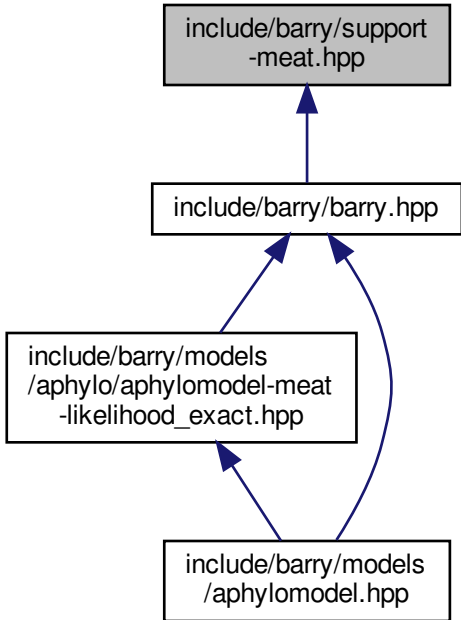 include/barry/support
-meat.hpp
include/barry/barry.hpp
include/barry/models
/aphylo/aphylomodel-meat
-likelihood_exact.hpp
include/barry/models
/aphylomodel.hpp